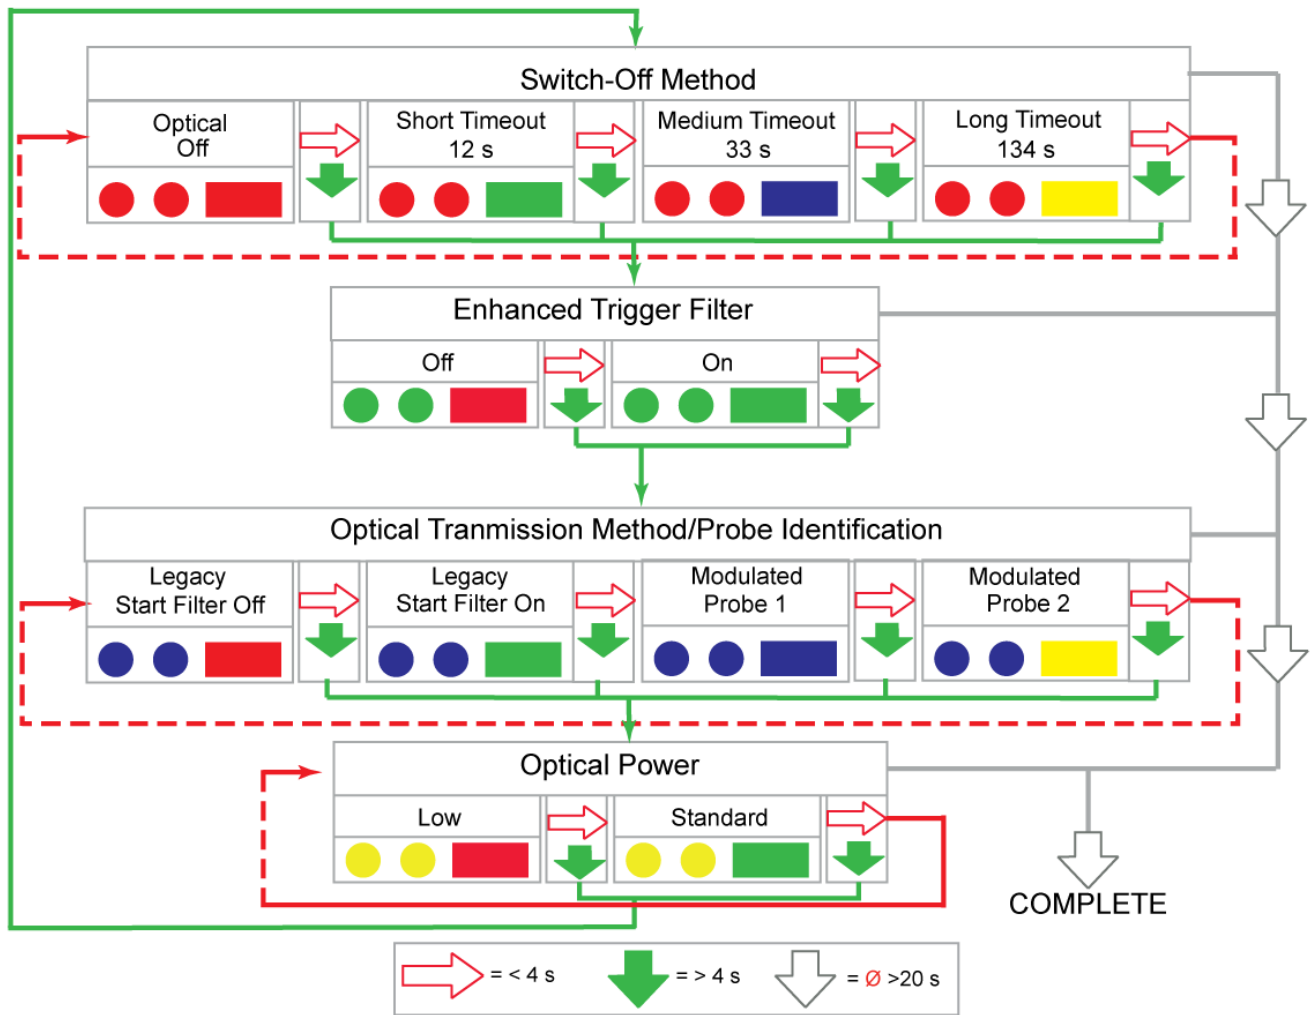 Switch-Off Method
Optical
Off
Short Timeout
12 s
Medium Timeout
33 s
Long Timeout
134 s
Enhanced Trigger Filter
Off
On
Optical Tranmission Method/Probe Identification
Legacy
Start Filter Off
Legacy
Start Filter On
Modulated
Probe 1
Modulated
Probe 2
Optical Power
Low
Standard
COMPLETE
= < 4 s
= > 4 s
= Ø >20 s